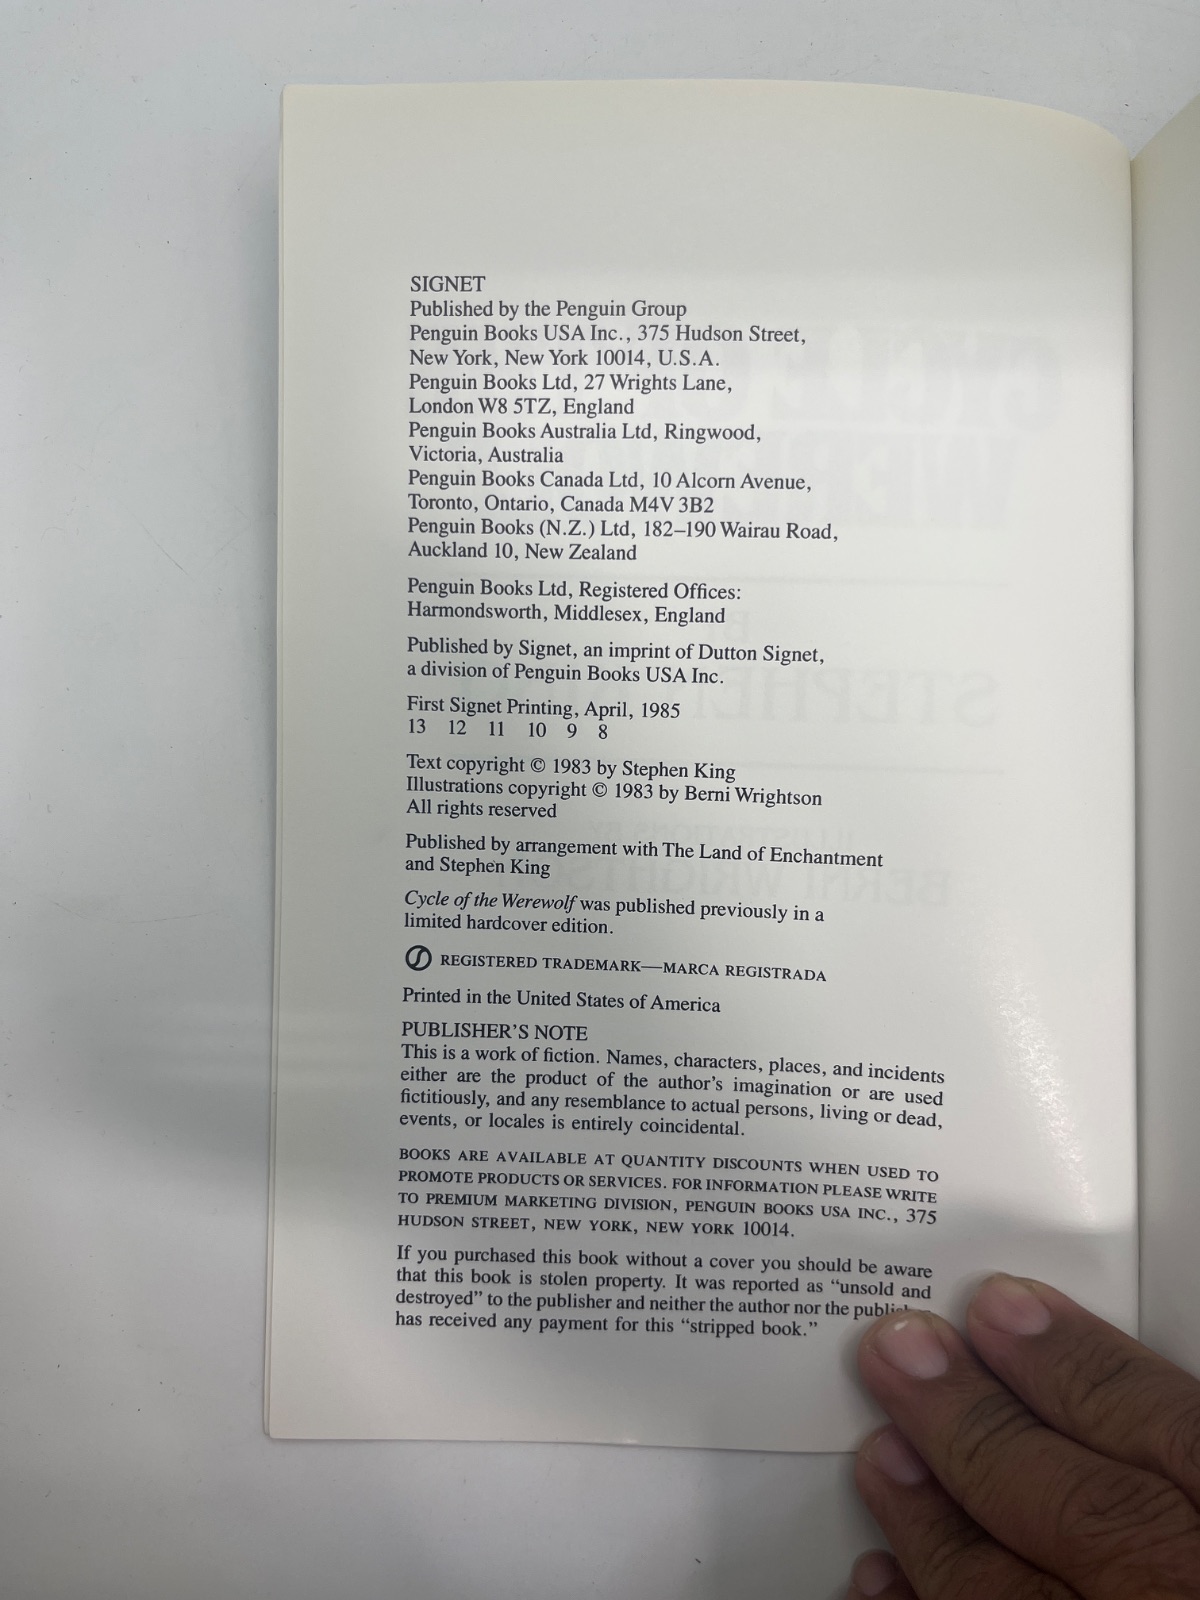 SIGNET
Published by the Penguin Group
Penguin Books USA Inc., 375 Hudson Street,
New York, New York 10014, U.S.A.
Penguin Books Ltd, 27 Wrights Lane,
London W8 5TZ, England
Penguin Books Australia Ltd, Ringwood,
Victoria, Australia
Penguin Books Canada Ltd, 10 Alcorn Avenue,
Toronto, Ontario, Canada M4V 3B2
Penguin Books (N.Z.) Ltd, 182–190 Wairau Road,
Auckland 10, New Zealand
Penguin Books Ltd, Registered Offices:
Harmondsworth, Middlesex, England
Published by Signet, an imprint of Dutton Signet,
a division of Penguin Books USA Inc.
First Signet Printing, April, 1985
13 12 11 10 9 8
Text copyright © 1983 by Stephen King
Illustrations copyright © 1983 by Berni Wrightson
All rights reserved
Published by arrangement with The Land of Enchantment
and Stephen King
Cycle of the Werewolf was published previously in a
limited hardcover edition.
REGISTERED TRADEMARK—MARCA REGISTRADA
Printed in the United States of America
PUBLISHER'S NOTE
This is a work of fiction. Names, characters, places, and incidents
either are the product of the author's imagination or are used
fictitiously, and any resemblance to actual persons, living or dead,
events, or locales is entirely coincidental.
BOOKS ARE AVAILABLE AT QUANTITY DISCOUNTS WHEN USED TO
PROMOTE PRODUCTS OR SERVICES. FOR INFORMATION PLEASE WRITE
TO PREMIUM MARKETING DIVISION, PENGUIN BOOKS USA INC., 375
HUDSON STREET, NEW YORK, NEW YORK 10014.
If you purchased this book without a cover you should be aware
that this book is stolen property. It was reported as "unsold and
destroyed" to the publisher and neither the author nor the
has received any payment for this "stripped book."